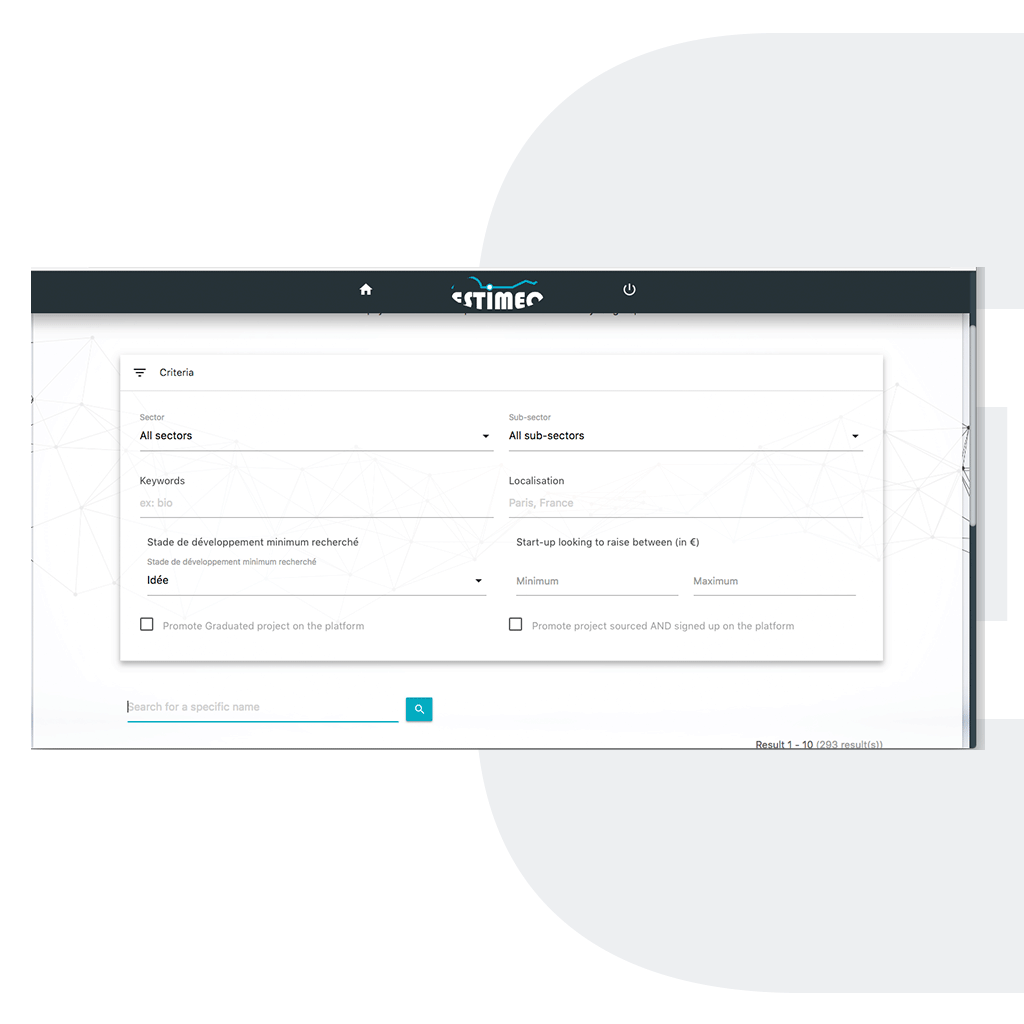 ESTIMEO
Criteria
Sector
Sub-sector
All sectors
All sub-sectors
Keywords
Localisation
ex: bio
Paris, France
Stade de développement minimum recherché
Start-up looking to raise between (in €)
Stade de développement minimum recherché
Idée
Minimum
Maximum
Promote Graduated project on the platform
Promote project sourced AND signed up on the platform
Search for a specific name
Result 1 - 10 (293 result(s))